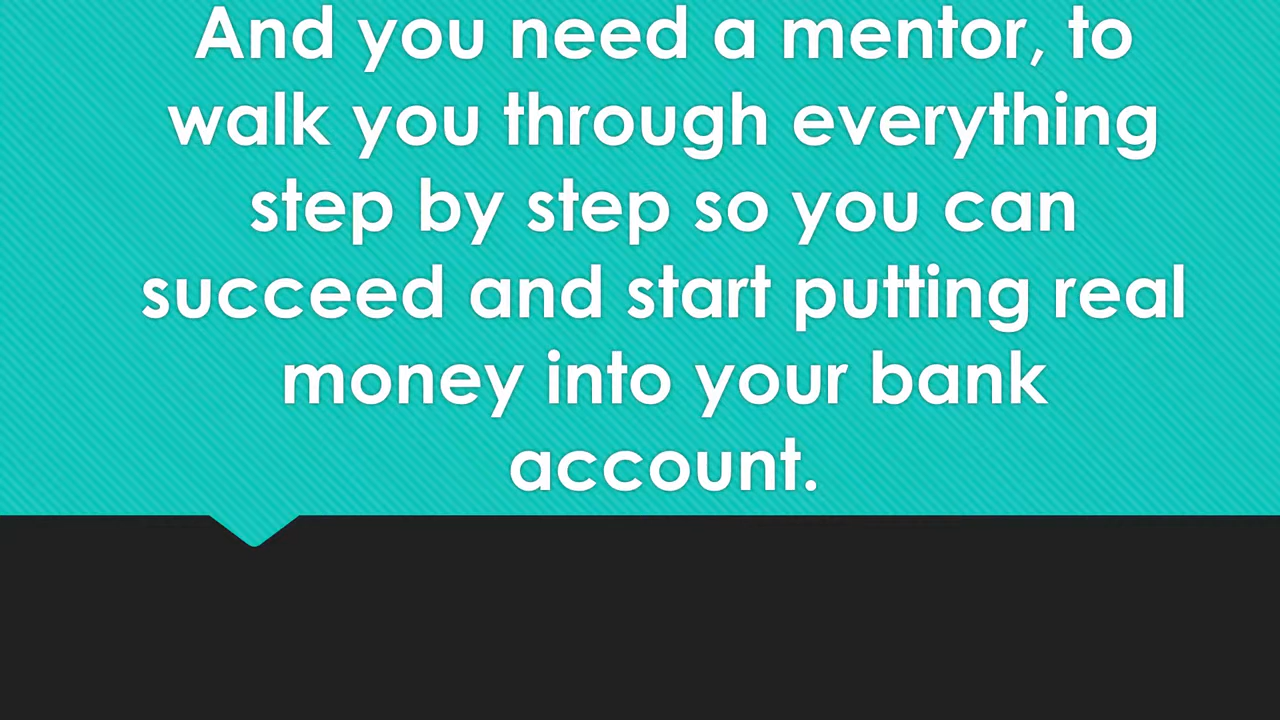 And you need a mentor, to
walk you through everything
step by step so you can
succeed and start putting real
money into your bank
account.